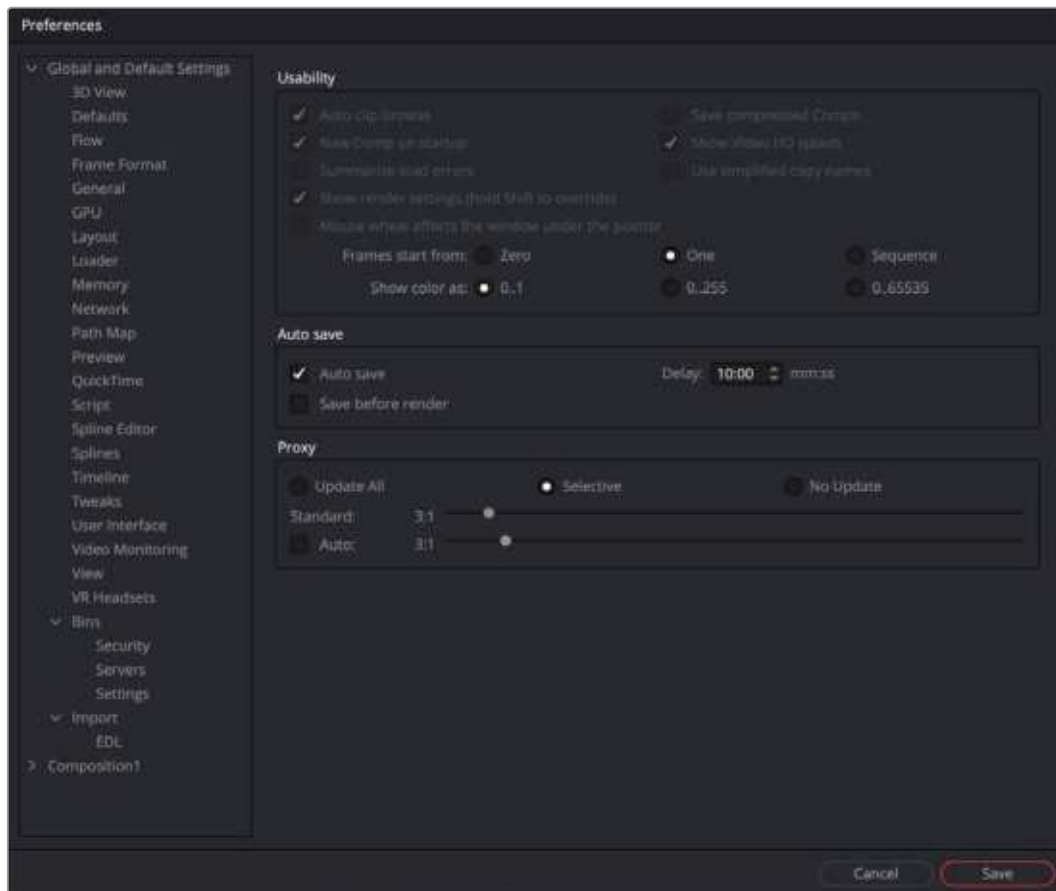 Preferences
Global and Default Settings
3D View
Defaults
Flow
Frame Format
General
GPU
Layout
Loader
Memory
Network
Path Map
Preview
QuickTime
Script
Spline Editor
Splines
Timeline
Tweaks
User Interface
Video Monitoring
View
VR Headsets
Bins
Security
Servers
Settings
Import
EDL
Composition1
Usability
Auto clip browse Save compressed Comps
New Comp on startup Show Video I/O splash
Summarize load errors Use simplified copy names
Show render settings (hold Shift to override)
Mouse wheel affects the window under the pointer
Frames start from: Zero One Sequence
Show color as: 0..1 0..255 0..65535
Auto save
Auto save Delay: 10:00 mm:ss
Save before render
Proxy
Update All Selective No Update
Standard: 3:1
Auto: 3:1
Cancel Save